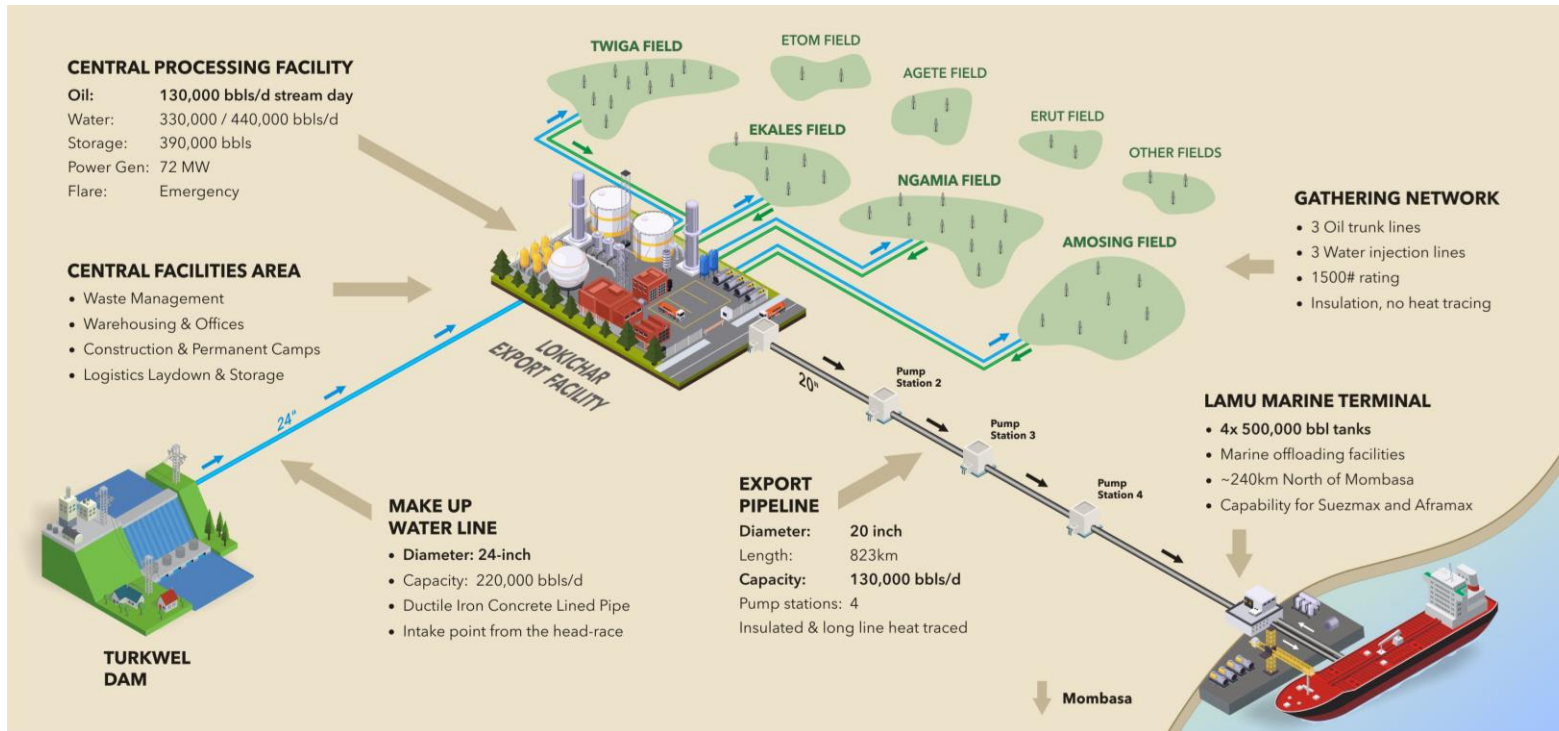 CENTRAL PROCESSING FACILITY
Oil: 130,000 bbls/d stream day
Water: 330,000 / 440,000 bbls/d
Storage: 390,000 bbls
Power Gen: 72 MW
Flare: Emergency
CENTRAL FACILITIES AREA
• Waste Management
• Warehousing & Offices
• Construction & Permanent Camps
• Logistics Laydown & Storage
TWIGA FIELD
ETOM FIELD
AGETE FIELD
EKALES FIELD
ERUT FIELD
OTHER FIELDS
NGAMIA FIELD
AMOSING FIELD
GATHERING NETWORK
• 3 Oil trunk lines
• 3 Water injection lines
• 1500# rating
• Insulation, no heat tracing
LOKICHAR
EXPORT FACILITY
24"
20"
Pump
Station 2
Pump
Station 3
Pump
Station 4
TURKWEL
DAM
MAKE UP
WATER LINE
• Diameter: 24-inch
• Capacity: 220,000 bbls/d
• Ductile Iron Concrete Lined Pipe
• Intake point from the head-race
EXPORT
PIPELINE
Diameter: 20 inch
Length: 823km
Capacity: 130,000 bbls/d
Pump stations: 4
Insulated & long line heat traced
LAMU MARINE TERMINAL
• 4x 500,000 bbl tanks
• Marine offloading facilities
• ~240km North of Mombasa
• Capability for Suezmax and Aframax
Mombasa